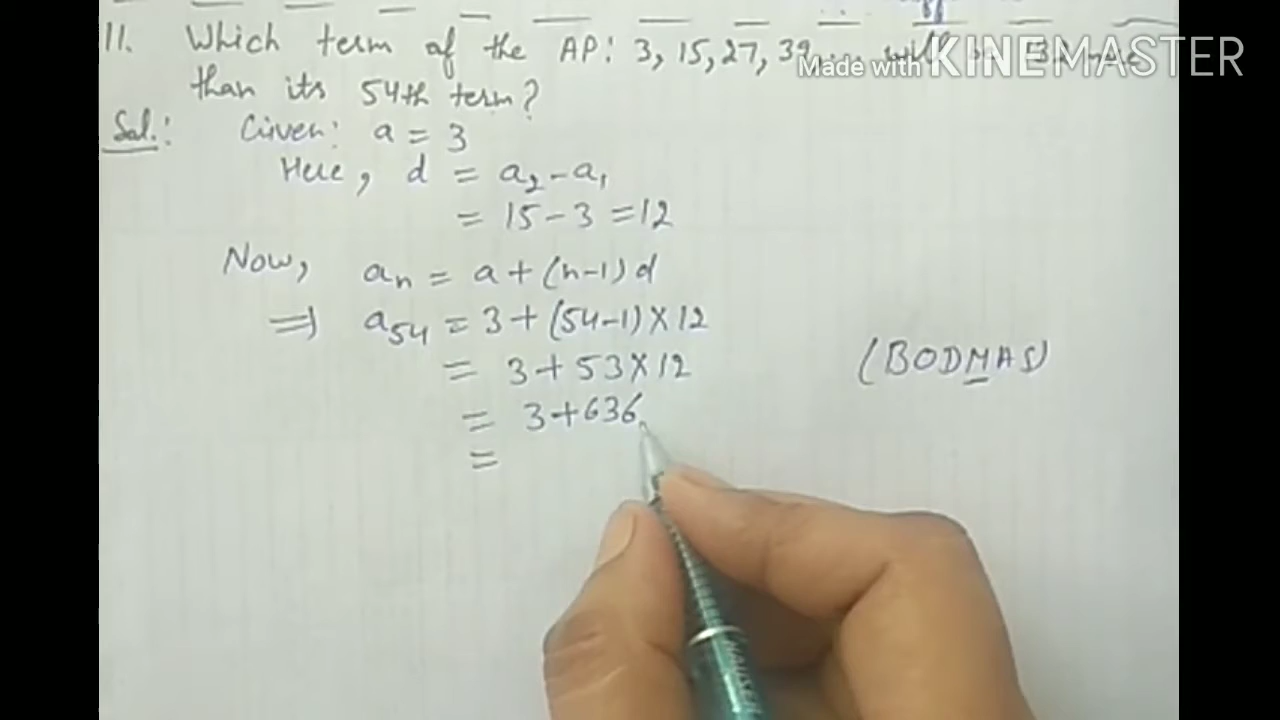 11. Which term of the AP: 3, 15, 27, 39, ...
Made with KINEMASTER
than its 54th term?
Sol.: Given: a = 3
Here, d = a₂ - a₁
= 15 - 3 = 12
Now, aₙ = a + (n-1) d
⇒ a₅₄ = 3 + (54-1) × 12
= 3 + 53 × 12
(BODMAS)
= 3 + 636
=